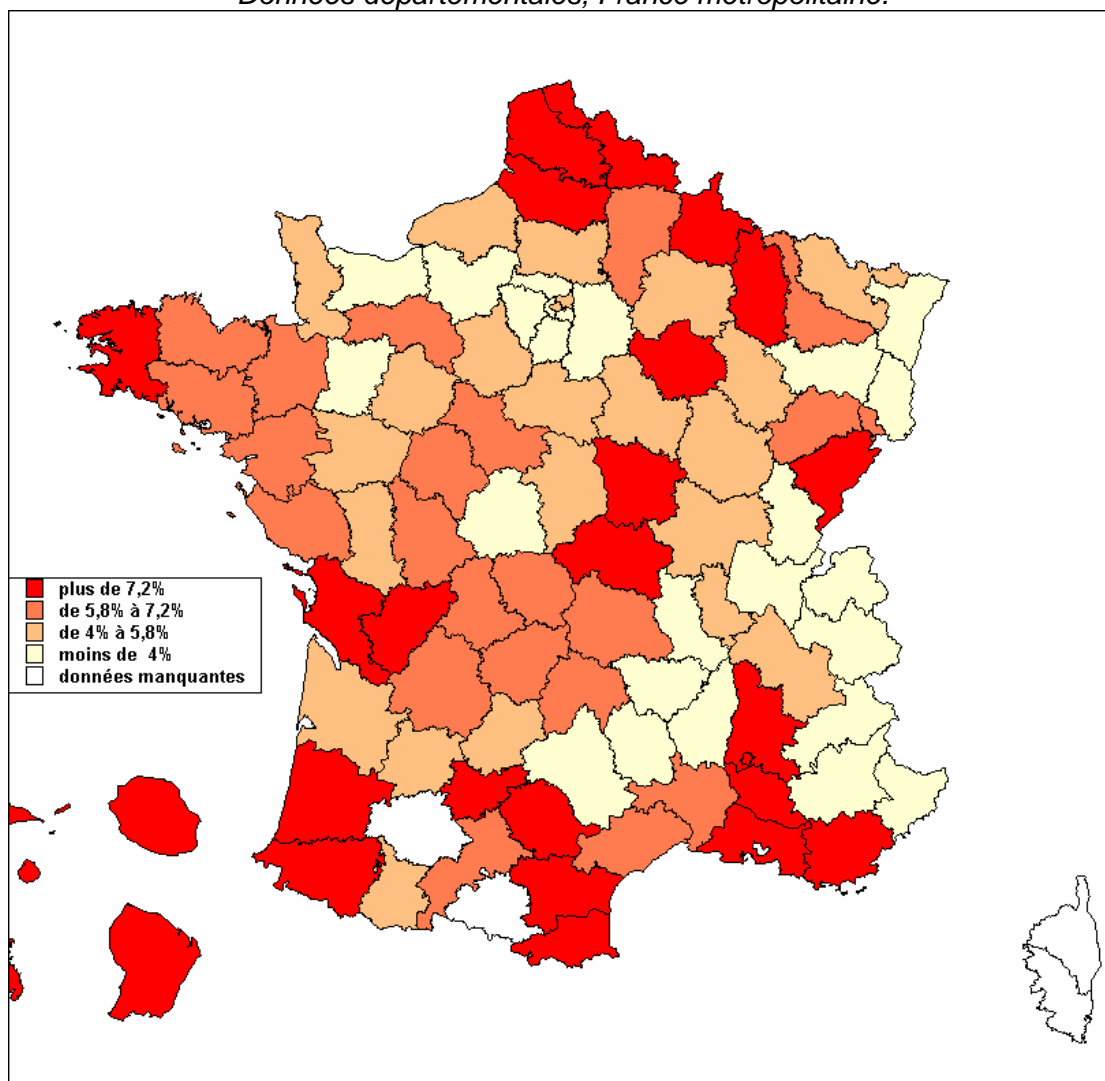 Données départementales, France métropolitaine.
plus de 7,2%
de 5,8% à 7,2%
de 4% à 5,8%
moins de 4%
données manquantes